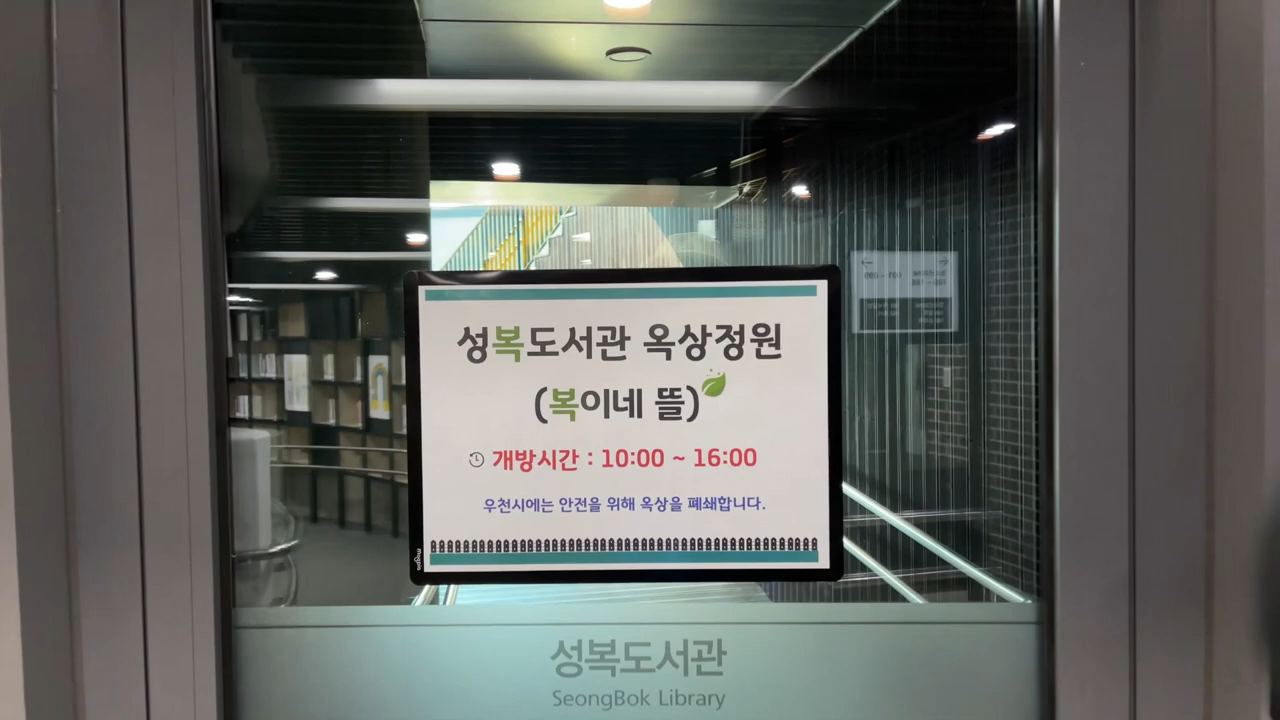 성복도서관 옥상정원
(복이네 뜰)
개방시간 : 10:00 ~ 16:00
우천시에는 안전을 위해 옥상을 폐쇄합니다.
성복도서관
SeongBok Library